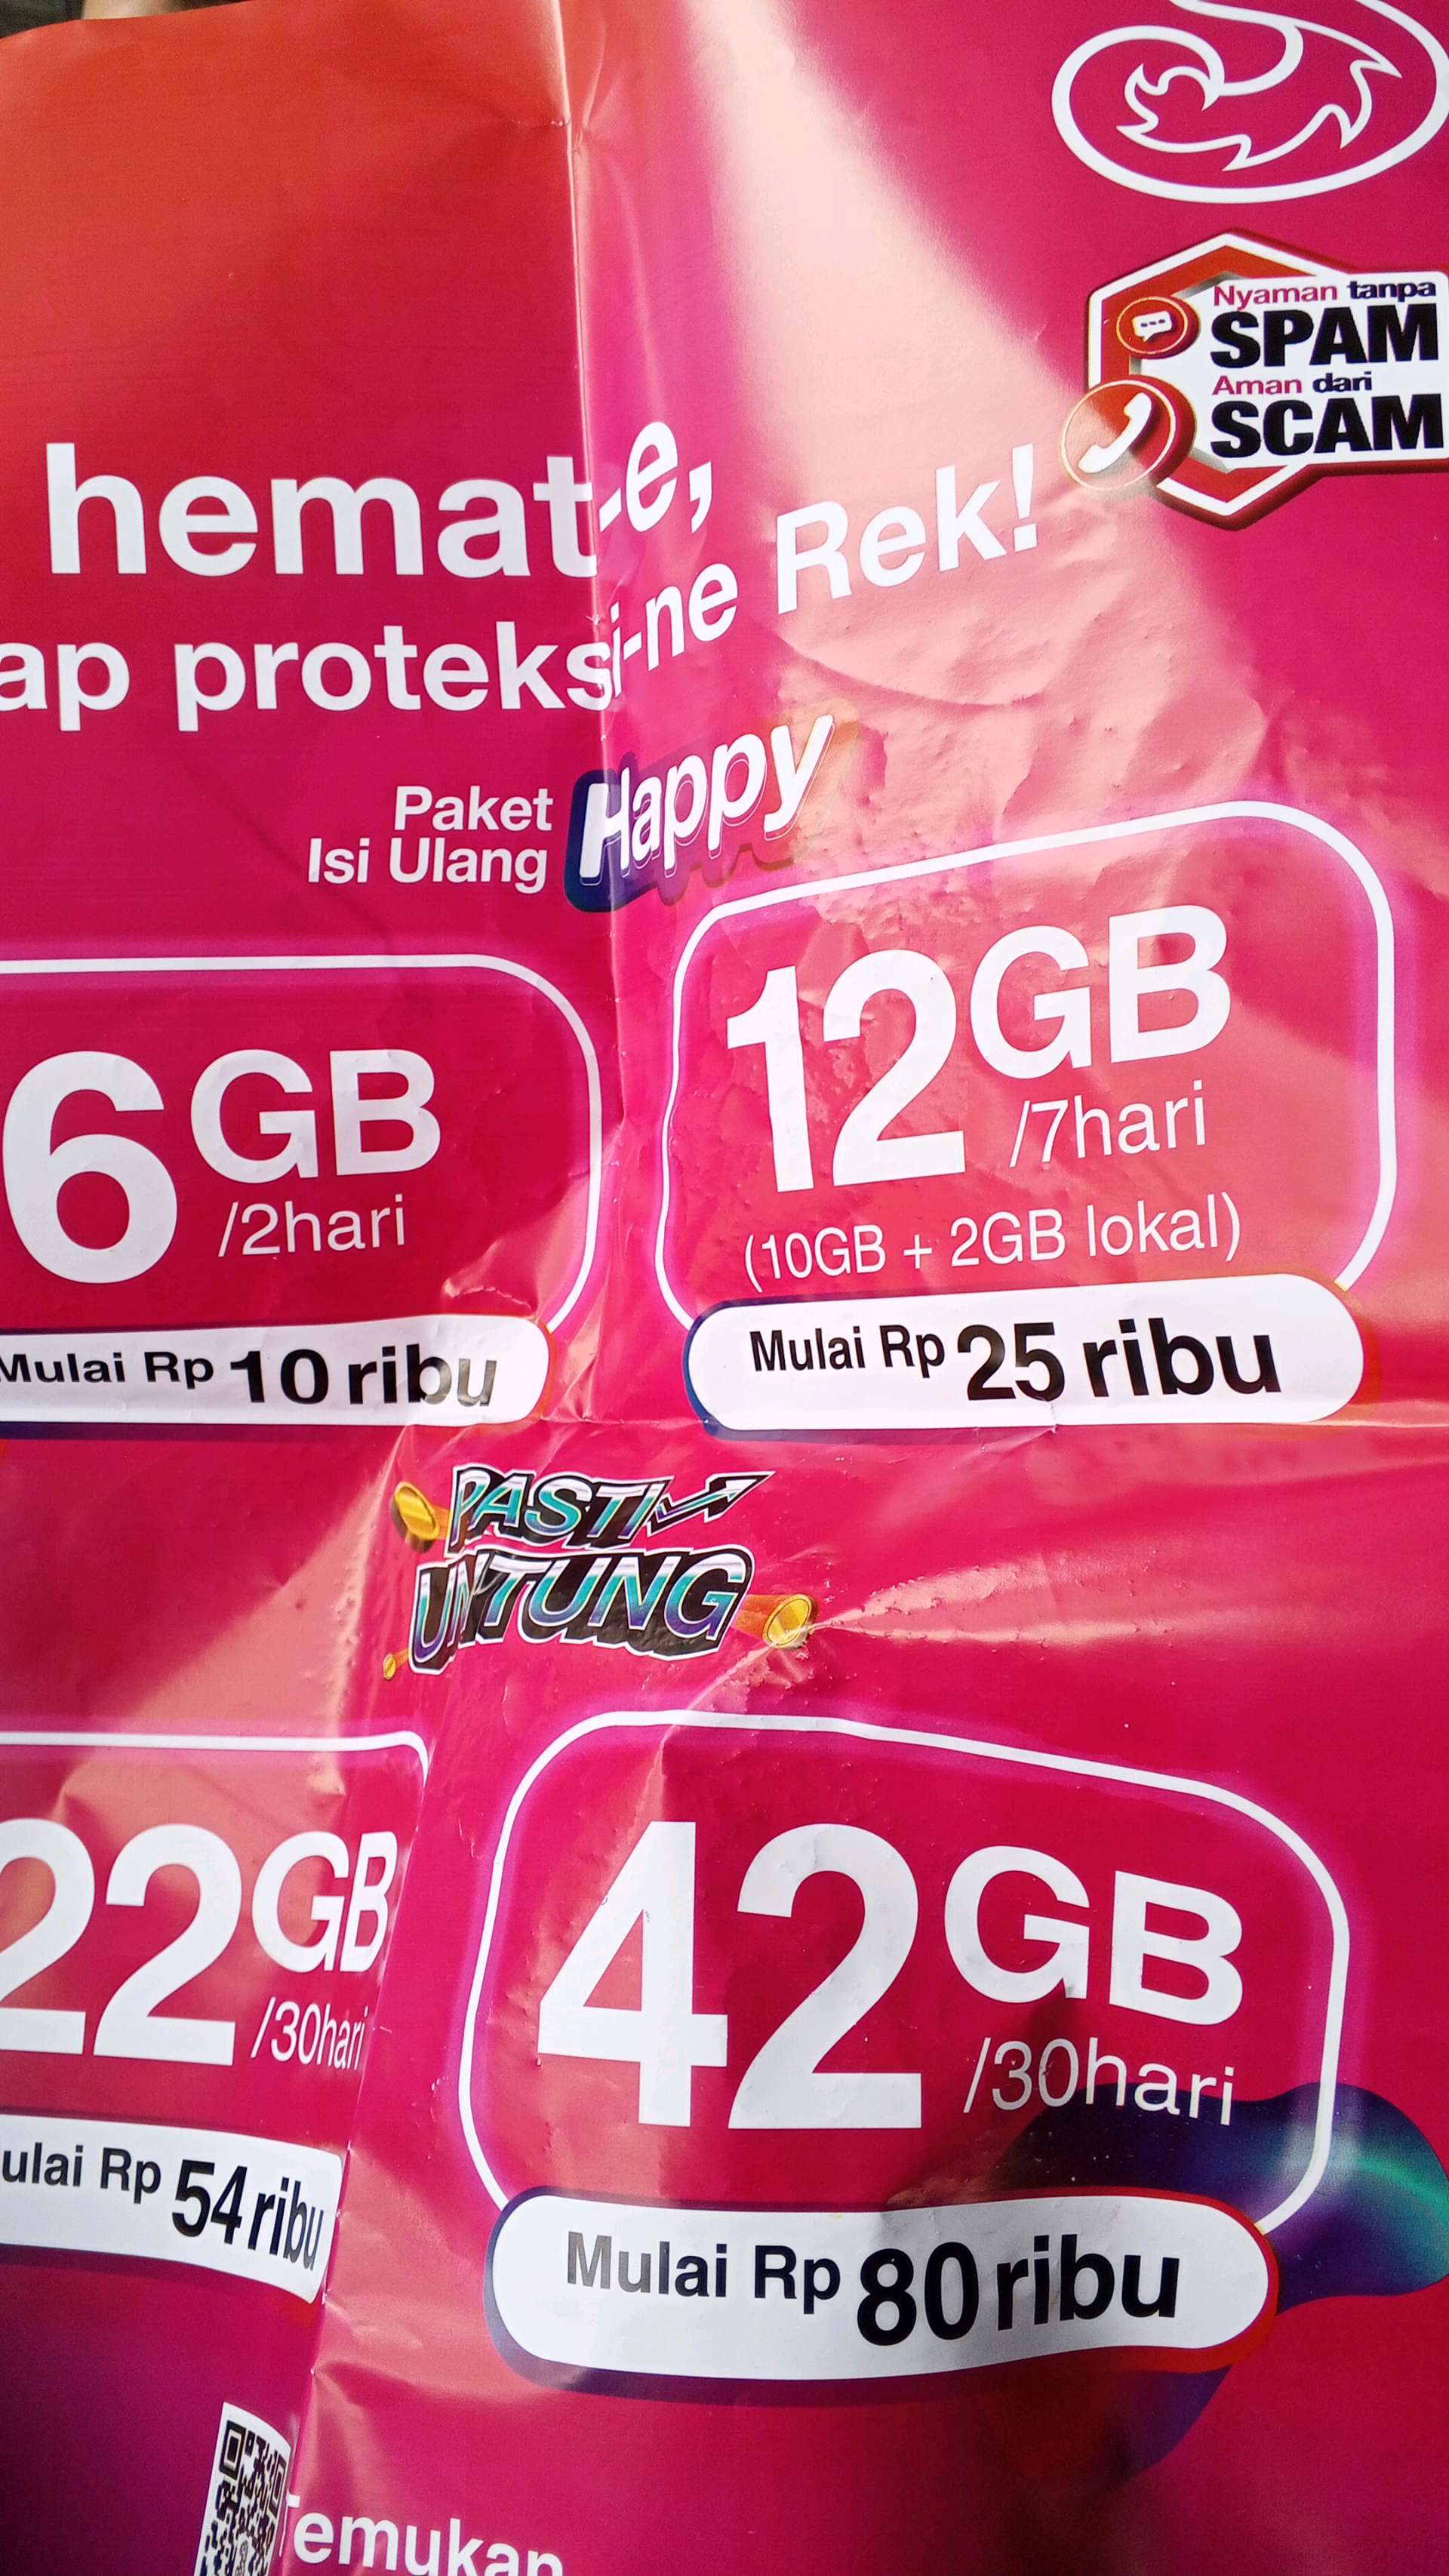 Nyaman tanpa
SPAM
Aman dari
SCAM
hemat-e,
ap proteksi-ne Rek!
Paket
Isi Ulang
Happy
6GB
/2hari
Mulai Rp 10 ribu
12GB
/7hari
(10GB + 2GB lokal)
Mulai Rp 25 ribu
PASTI
UNTUNG
22GB
/30hari
ulai Rp 54 ribu
42GB
/30hari
Mulai Rp 80 ribu
Temukan